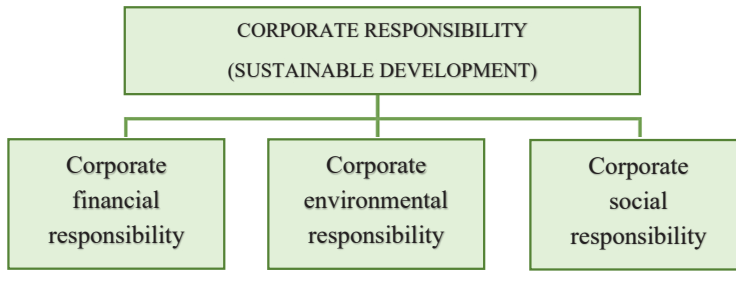 CORPORATE RESPONSIBILITY
(SUSTAINABLE DEVELOPMENT)
Corporate
financial
responsibility
Corporate
environmental
responsibility
Corporate
social
responsibility